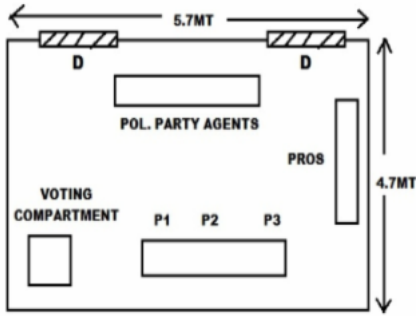 5.7MT
D D
POL. PARTY AGENTS
PROS
4.7MT
VOTING
COMPARTMENT
P1 P2 P3